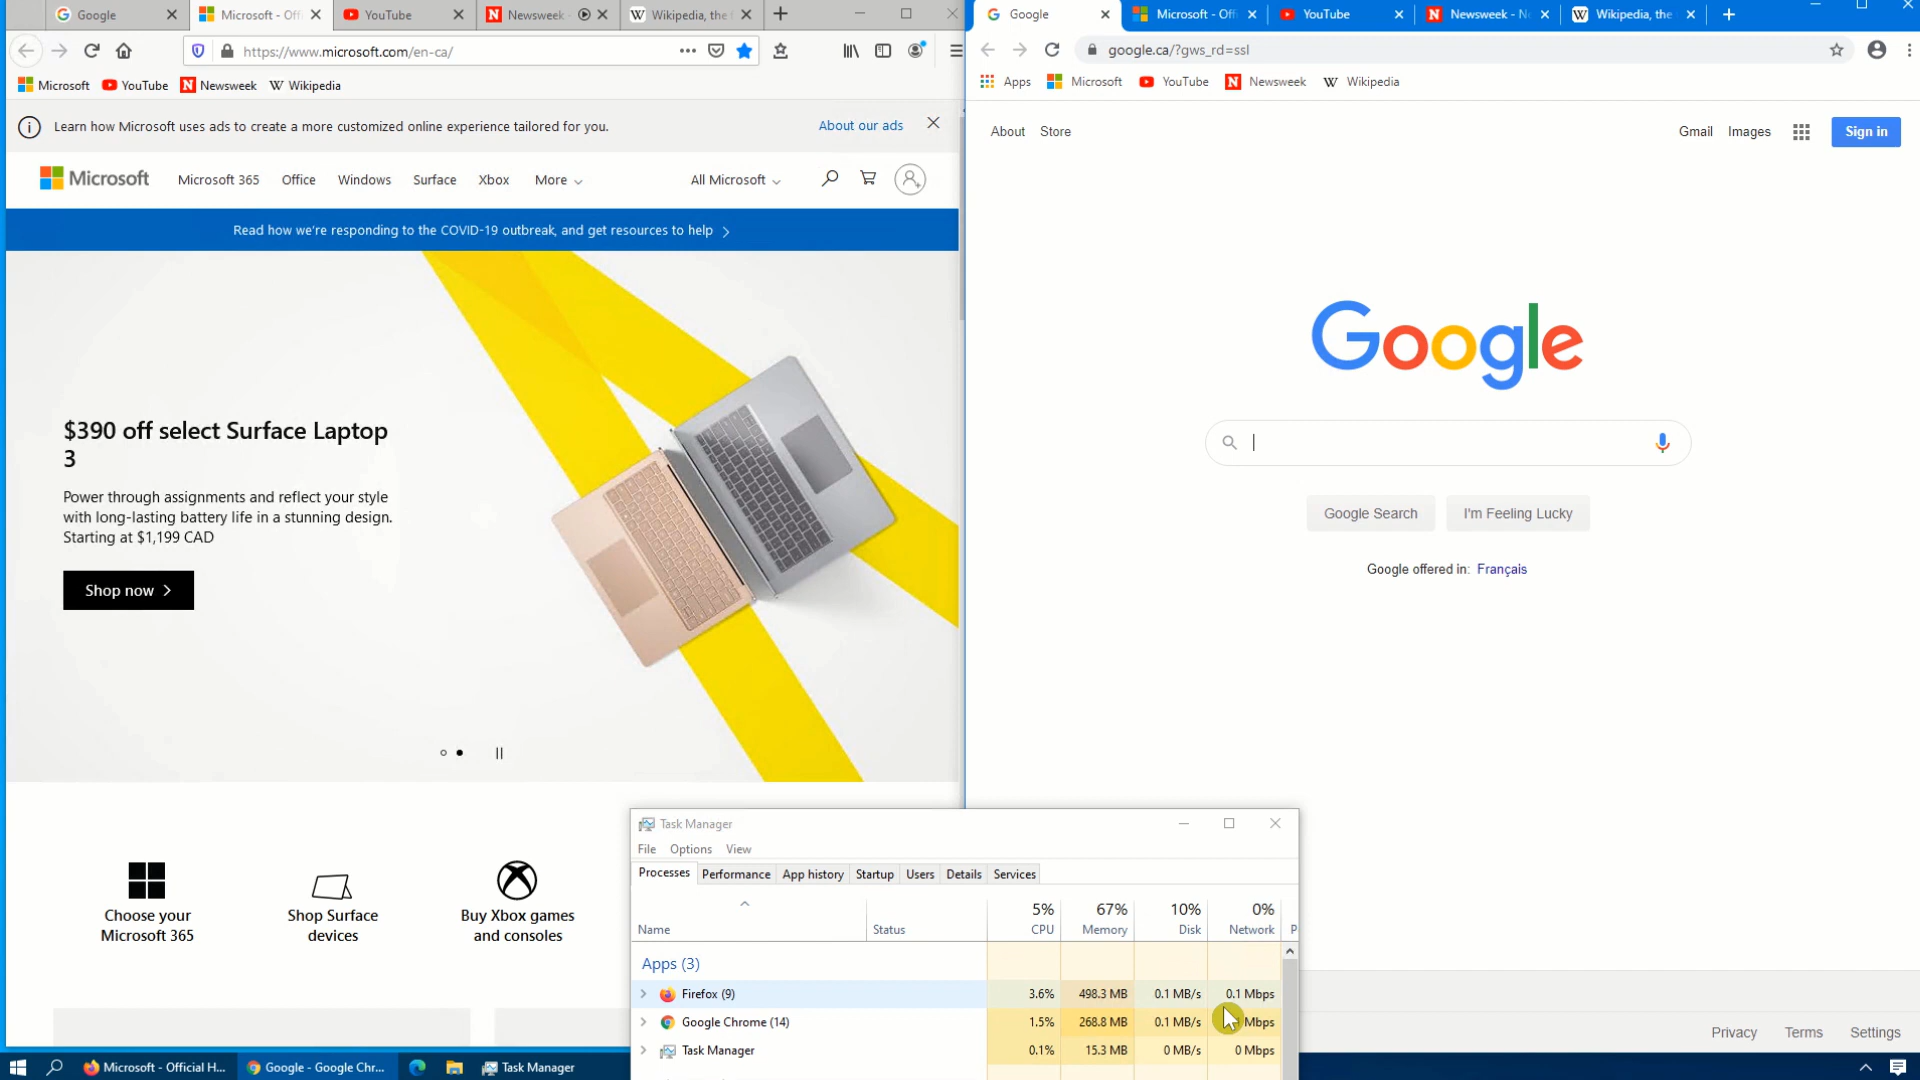 Google
Microsoft - Offi
YouTube
Newsweek -
Wikipedia, the f
https://www.microsoft.com/en-ca/
Microsoft
YouTube
Newsweek
Wikipedia
Learn how Microsoft uses ads to create a more customized online experience tailored for you.
About our ads
Microsoft
Microsoft 365
Office
Windows
Surface
Xbox
More
All Microsoft
Read how we're responding to the COVID-19 outbreak, and get resources to help
$390 off select Surface Laptop
3
Power through assignments and reflect your style
with long-lasting battery life in a stunning design.
Starting at $1,199 CAD
Shop now
Choose your
Microsoft 365
Shop Surface
devices
Buy Xbox games
and consoles
Google
Microsoft - Offi
YouTube
Newsweek - N
Wikipedia, the
google.ca/?gws_rd=ssl
Apps
Microsoft
YouTube
Newsweek
Wikipedia
About
Store
Gmail
Images
Sign in
Google
Google Search
I'm Feeling Lucky
Google offered in: Français
Privacy
Terms
Settings
Task Manager
File
Options
View
Processes
Performance
App history
Startup
Users
Details
Services
5%
67%
10%
0%
Name
Status
CPU
Memory
Disk
Network
P
Apps (3)
Firefox (9)
3.6%
498.3 MB
0.1 MB/s
0.1 Mbps
Google Chrome (14)
1.5%
268.8 MB
0.1 MB/s
Mbps
Task Manager
0.1%
15.3 MB
0 MB/s
0 Mbps
Microsoft - Official H...
Google - Google Chr...
Task Manager